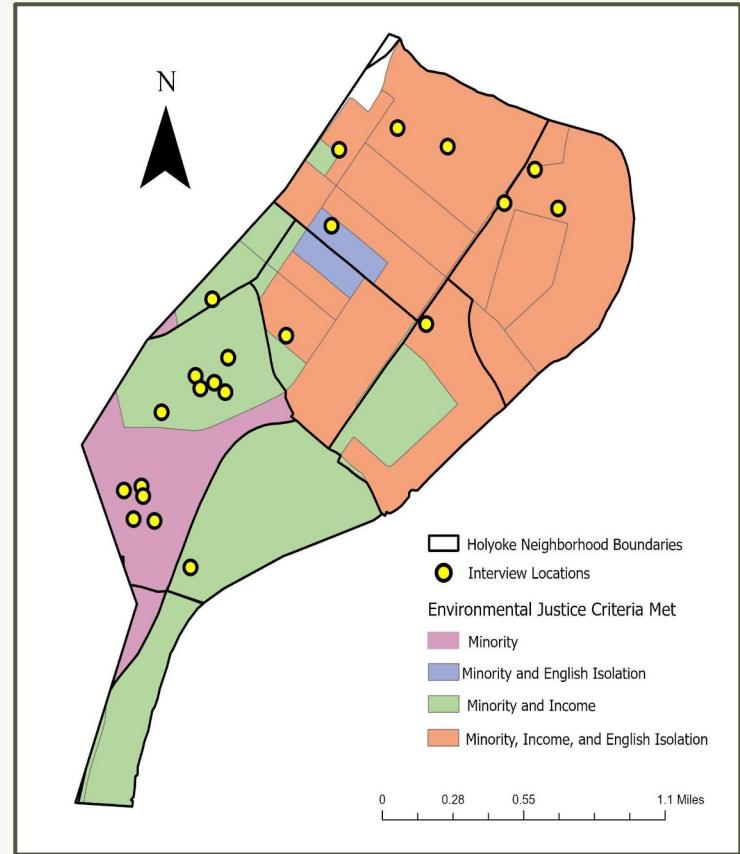 N
Holyoke Neighborhood Boundaries
Interview Locations
Environmental Justice Criteria Met
Minority
Minority and English Isolation
Minority and Income
Minority, Income, and English Isolation
0 0.28 0.55 1.1 Miles